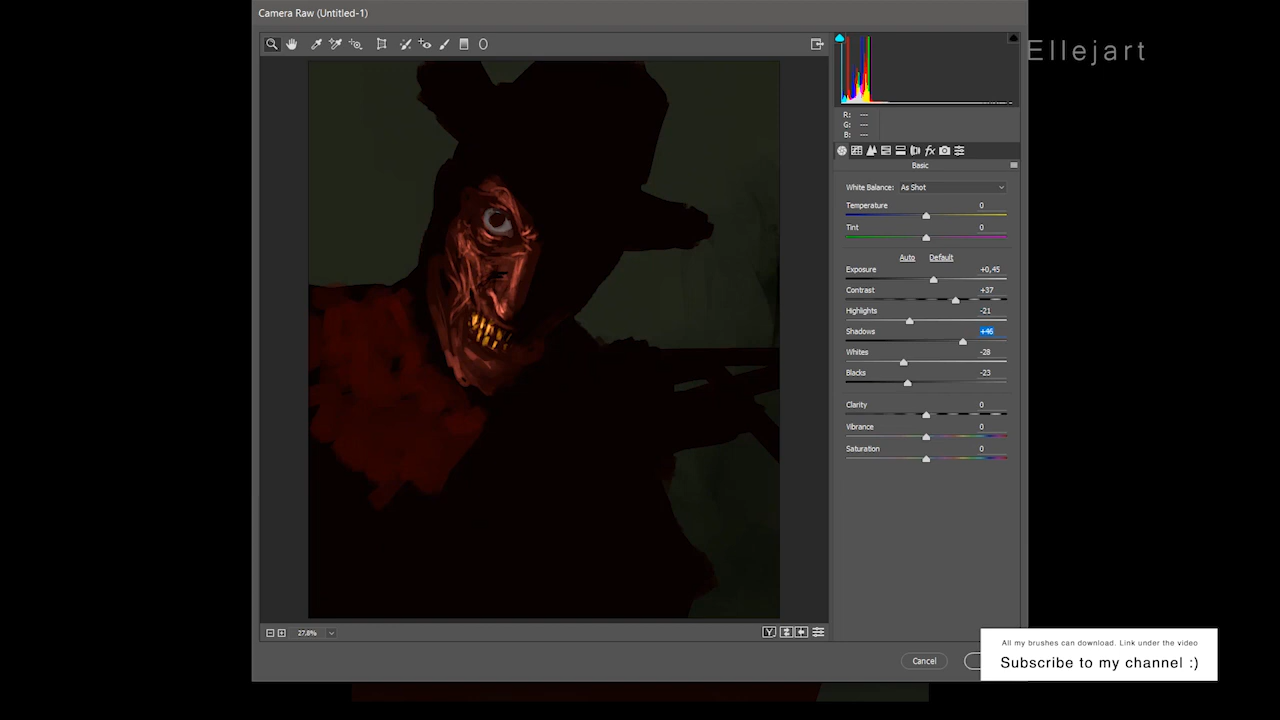 Camera Raw (Untitled-1)
Ellejart
R: ---
G: ---
B: ---
fx
Basic
White Balance: As Shot
Temperature 0
Tint 0
Auto Default
Exposure +0,45
Contrast +37
Highlights -21
Shadows +46
Whites -28
Blacks -23
Clarity 0
Vibrance 0
Saturation 0
27,8%
Y
Cancel
All my brushes can download. Link under the video
Subscribe to my channel :)